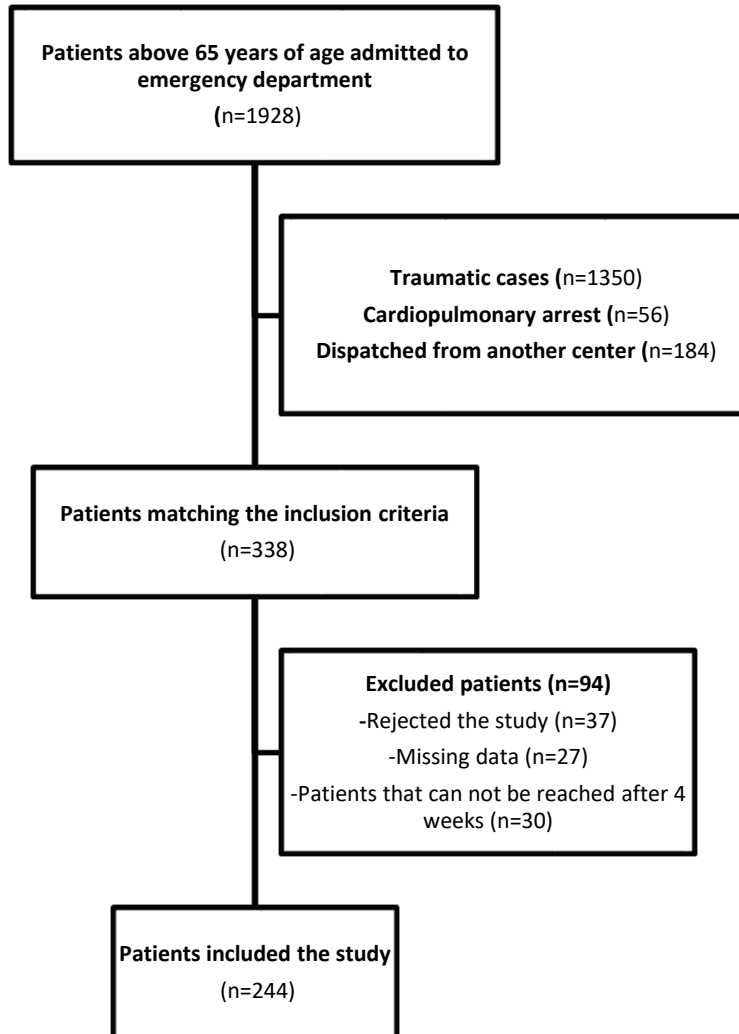 Patients above 65 years of age admitted to
emergency department
(n=1928)
Traumatic cases (n=1350)
Cardiopulmonary arrest (n=56)
Dispatched from another center (n=184)
Patients matching the inclusion criteria
(n=338)
Excluded patients (n=94)
-Rejected the study (n=37)
-Missing data (n=27)
-Patients that can not be reached after 4
weeks (n=30)
Patients included the study
(n=244)